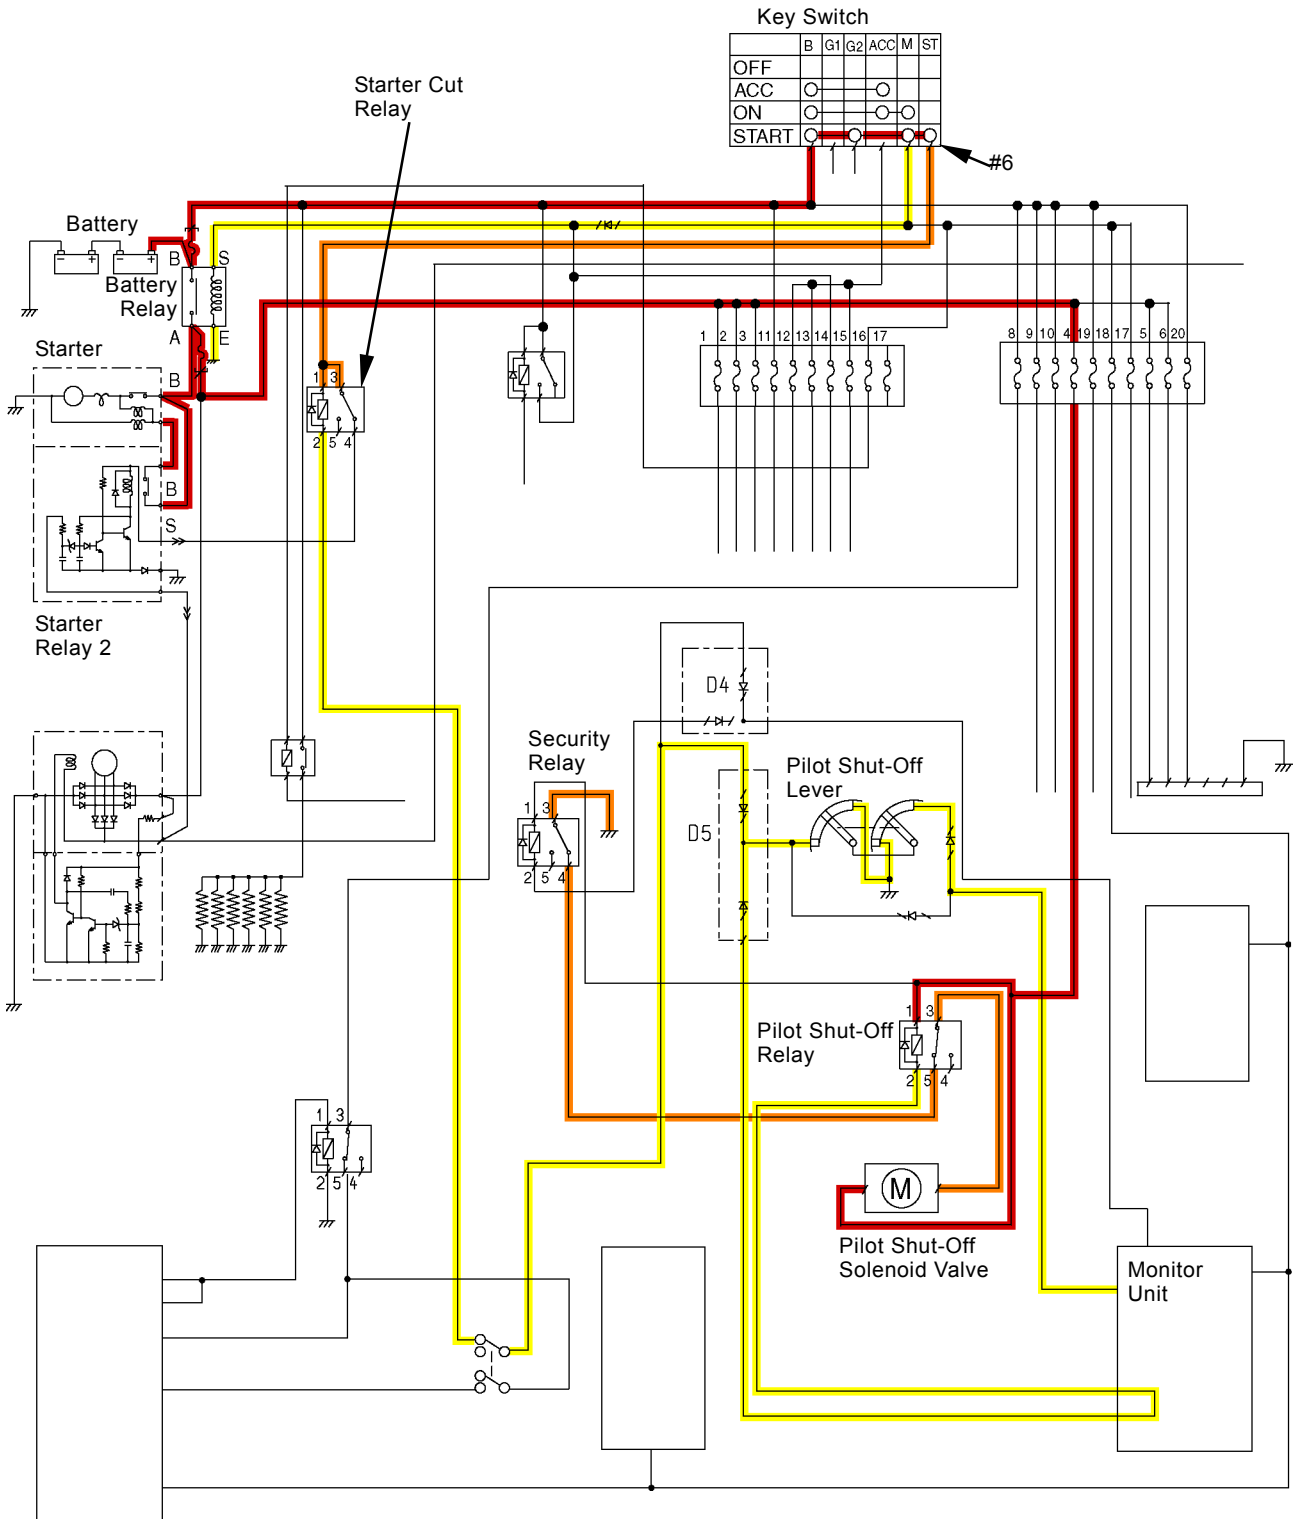 Key Switch
B G1 G2 ACC M ST
OFF
ACC
ON
START
#6
Starter Cut
Relay
Battery
B S
Battery
Relay
A E
Starter
B
B
S
Starter
Relay 2
1 3
2 5 4
1 2 3 11 12 13 14 15 16 17
8 9 10 4 19 18 17 5 6 20
D4
Security
Relay
1 3
2 5 4
Pilot Shut-Off
Lever
D5
Pilot Shut-Off
Relay
1 3
2 5 4
1 3
2 5 4
M
Pilot Shut-Off
Solenoid Valve
Monitor
Unit
- + - +